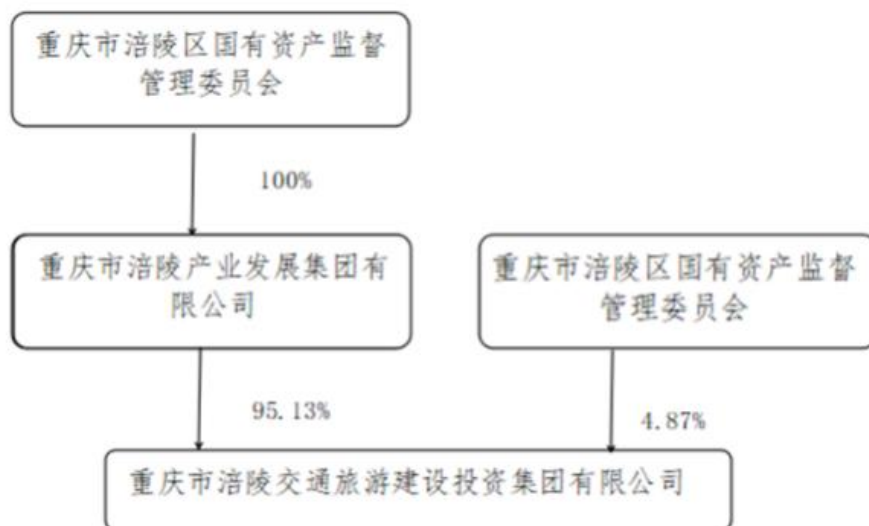 重庆市涪陵区国有资产监督
管理委员会
100%
重庆市涪陵产业发展集团有
限公司
重庆市涪陵区国有资产监督
管理委员会
95.13%
4.87%
重庆市涪陵交通旅游建设投资集团有限公司